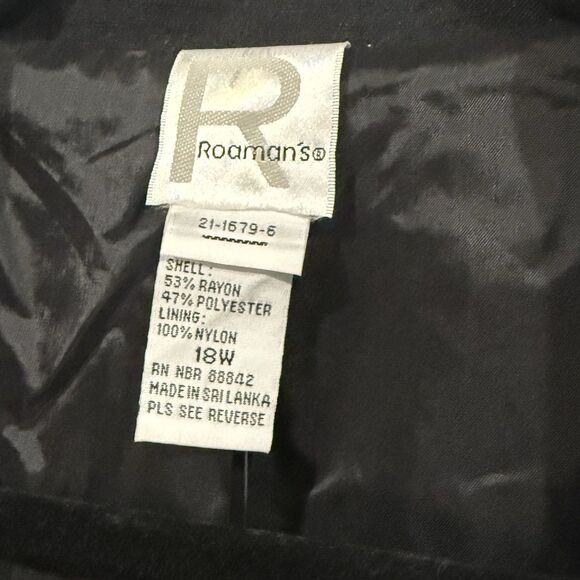 R
Roaman's®
21-1679-6
SHELL:
53% RAYON
47% POLYESTER
LINING:
100% NYLON
18W
RN NBR 88842
MADE IN SRI LANKA
PLS SEE REVERSE